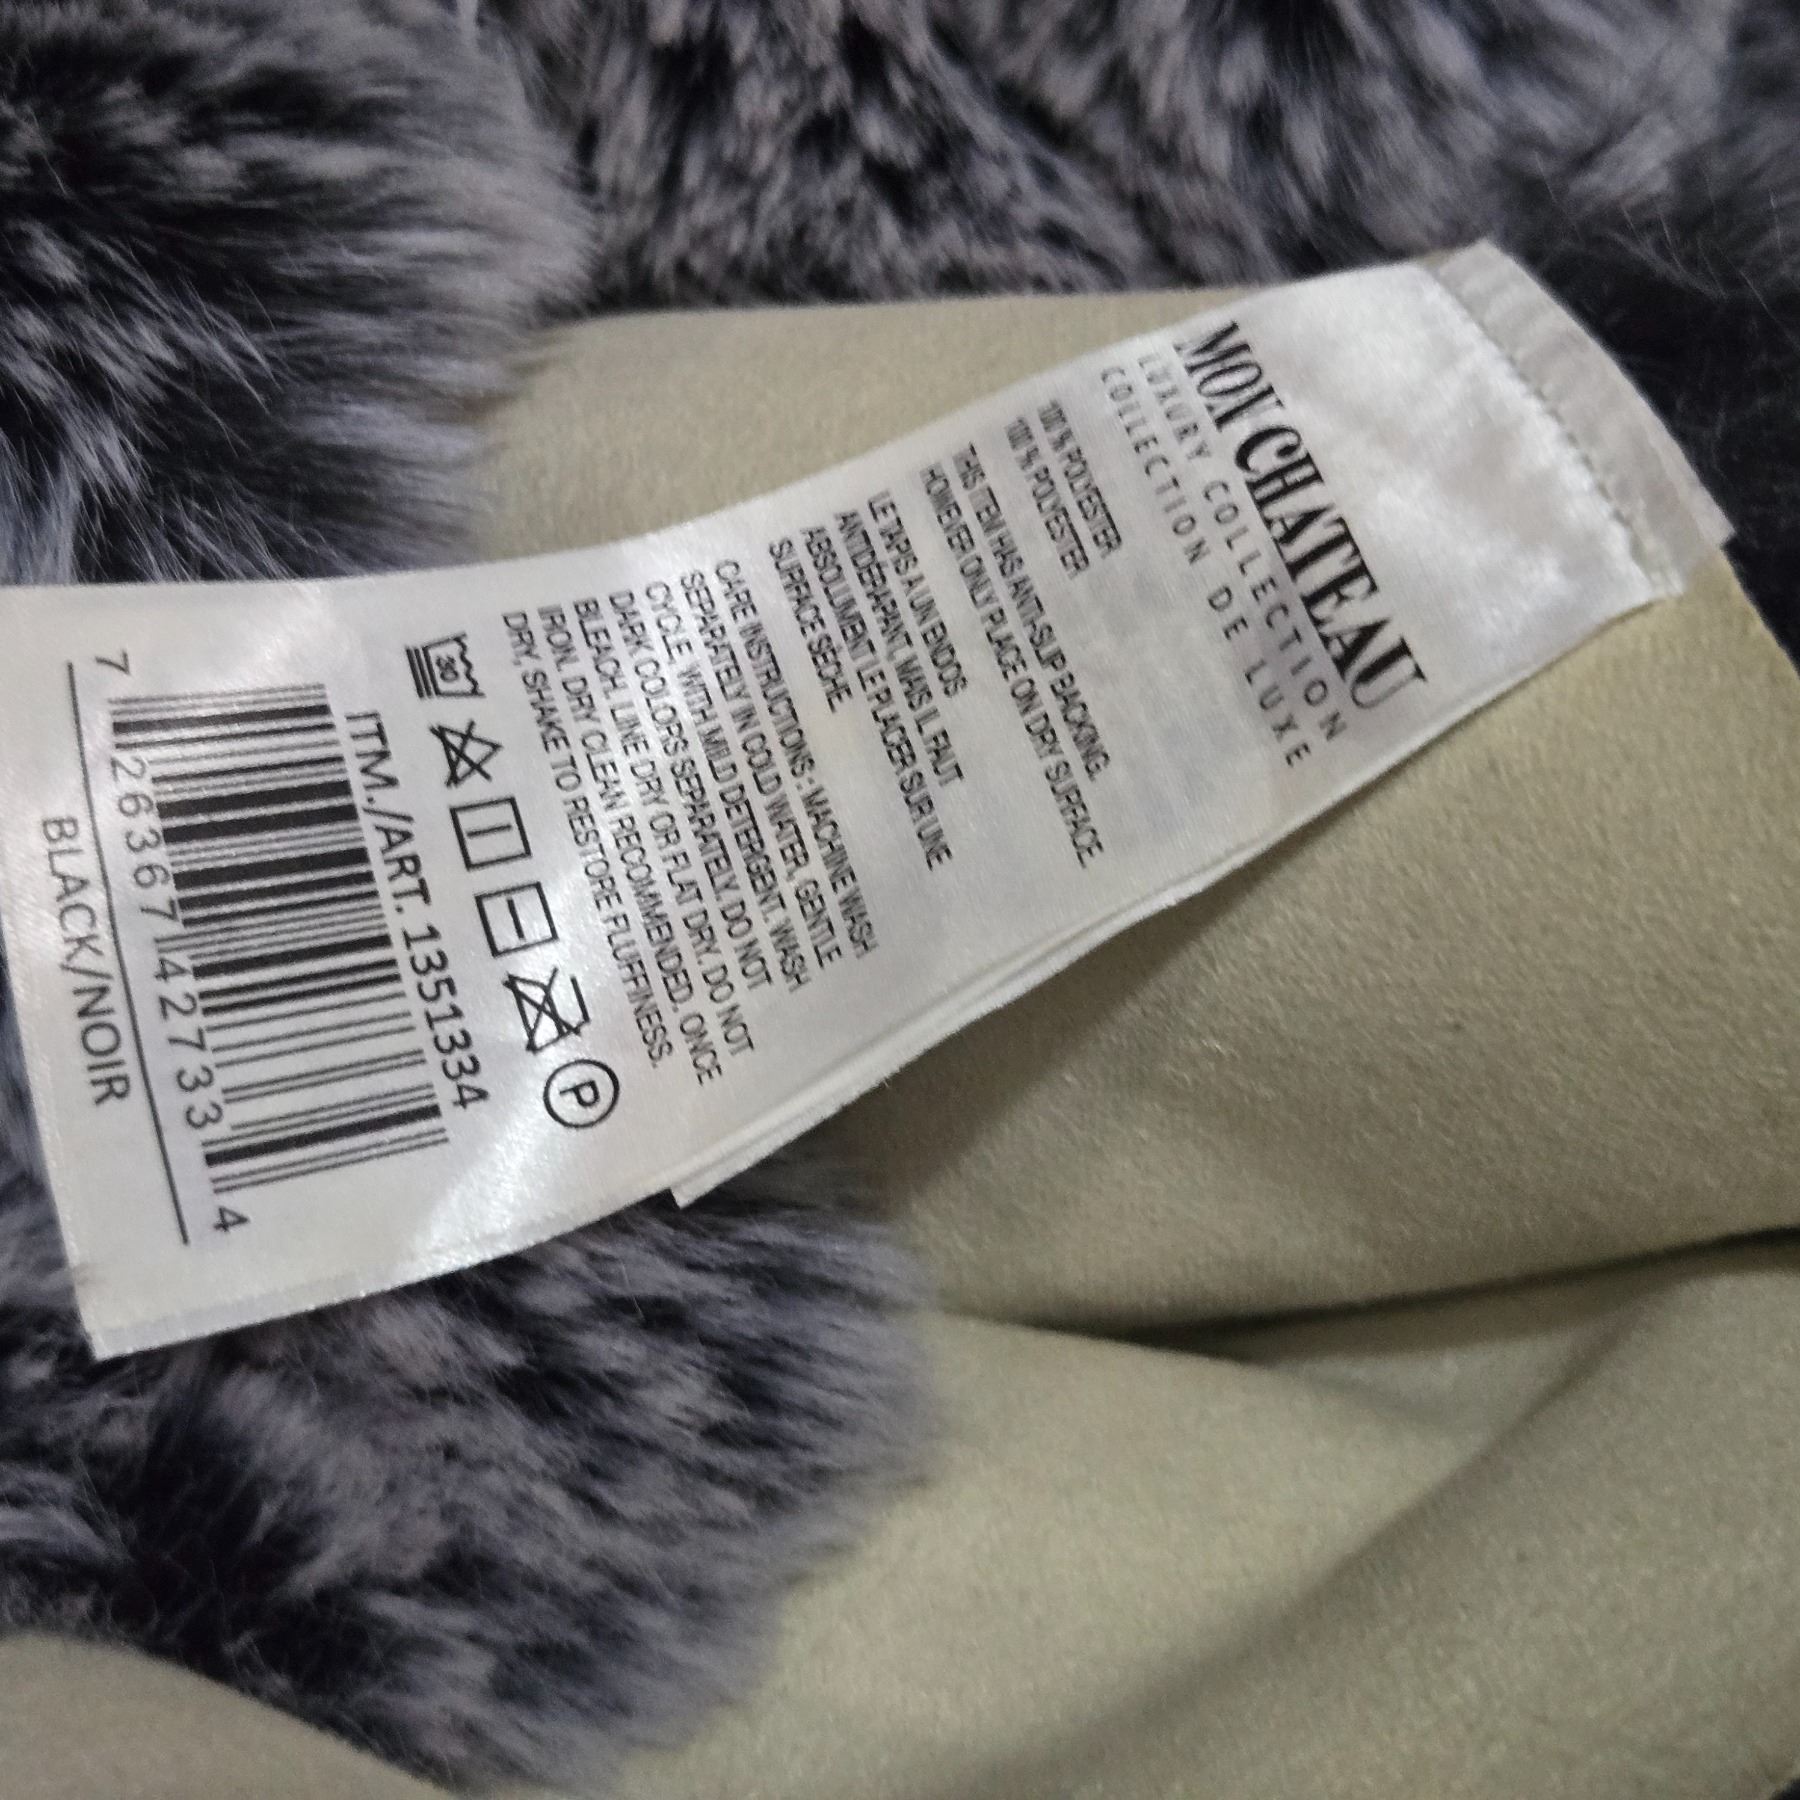 MON CHATEAU
LUXURY COLLECTION
COLLECTION DE LUXE
100 % POLYESTER
100 % POLYESTER
THIS ITEM HAS ANTI-SLIP BACKING.
HOWEVER ONLY PLACE ON DRY SURFACE.
LE TAPIS A UN ENDOS
ANTIDÉRAPANT, MAIS IL FAUT
ABSOLUMENT LE PLACER SUR UNE
SURFACE SÈCHE.
CARE INSTRUCTIONS : MACHINE WASH
SEPARATELY IN COLD WATER, GENTLE
CYCLE, WITH MILD DETERGENT. WASH
DARK COLORS SEPARATELY. DO NOT
BLEACH. LINE DRY OR FLAT DRY. DO NOT
IRON. DRY CLEAN RECOMMENDED. ONCE
DRY, SHAKE TO RESTORE FLUFFINESS.
30
P
ITM./ART. 1351334
7 26367 42733 4
BLACK/NOIR